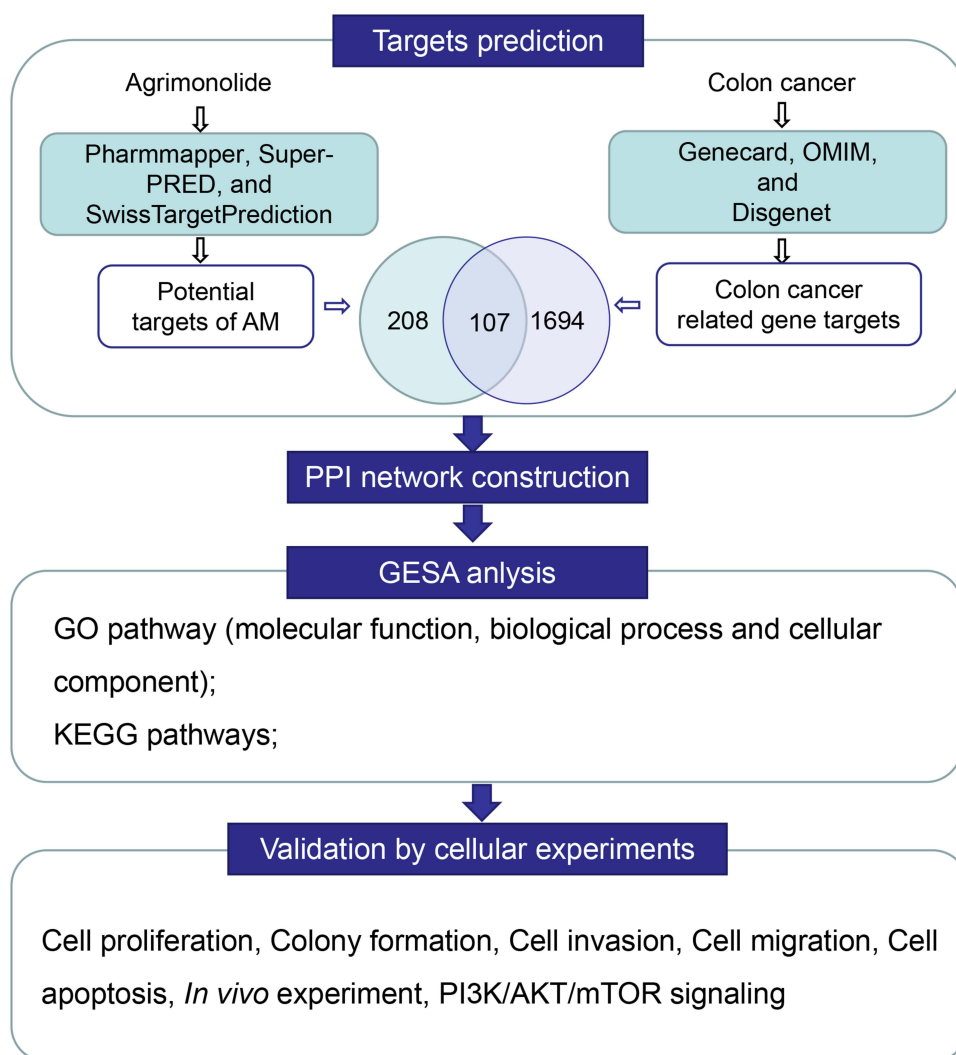 Targets prediction
Agrimonolide
Pharmmapper, Super-
PRED, and
SwissTargetPrediction
Potential
targets of AM
Colon cancer
Genecard, OMIM,
and
Disgenet
Colon cancer
related gene targets
208
107
1694
PPI network construction
GESA anlysis
GO pathway (molecular function, biological process and cellular
component);
KEGG pathways;
Validation by cellular experiments
Cell proliferation, Colony formation, Cell invasion, Cell migration, Cell
apoptosis, In vivo experiment, PI3K/AKT/mTOR signaling